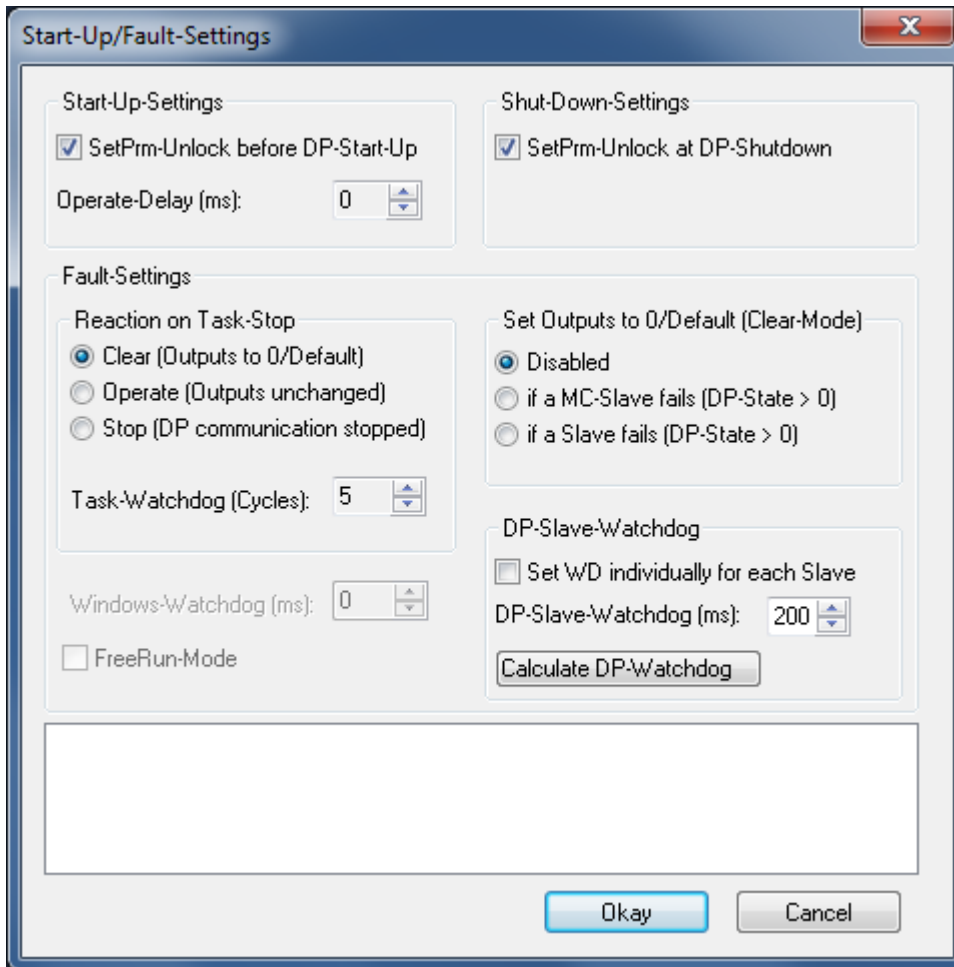 Start-Up/Fault-Settings
Start-Up-Settings
SetPrm-Unlock before DP-Start-Up
Operate-Delay (ms): 0
Shut-Down-Settings
SetPrm-Unlock at DP-Shutdown
Fault-Settings
Reaction on Task-Stop
Clear (Outputs to 0/Default)
Operate (Outputs unchanged)
Stop (DP communication stopped)
Task-Watchdog (Cycles): 5
Windows-Watchdog (ms): 0
FreeRun-Mode
Set Outputs to 0/Default (Clear-Mode)
Disabled
if a MC-Slave fails (DP-State > 0)
if a Slave fails (DP-State > 0)
DP-Slave-Watchdog
Set WD individually for each Slave
DP-Slave-Watchdog (ms): 200
Calculate DP-Watchdog
Okay
Cancel